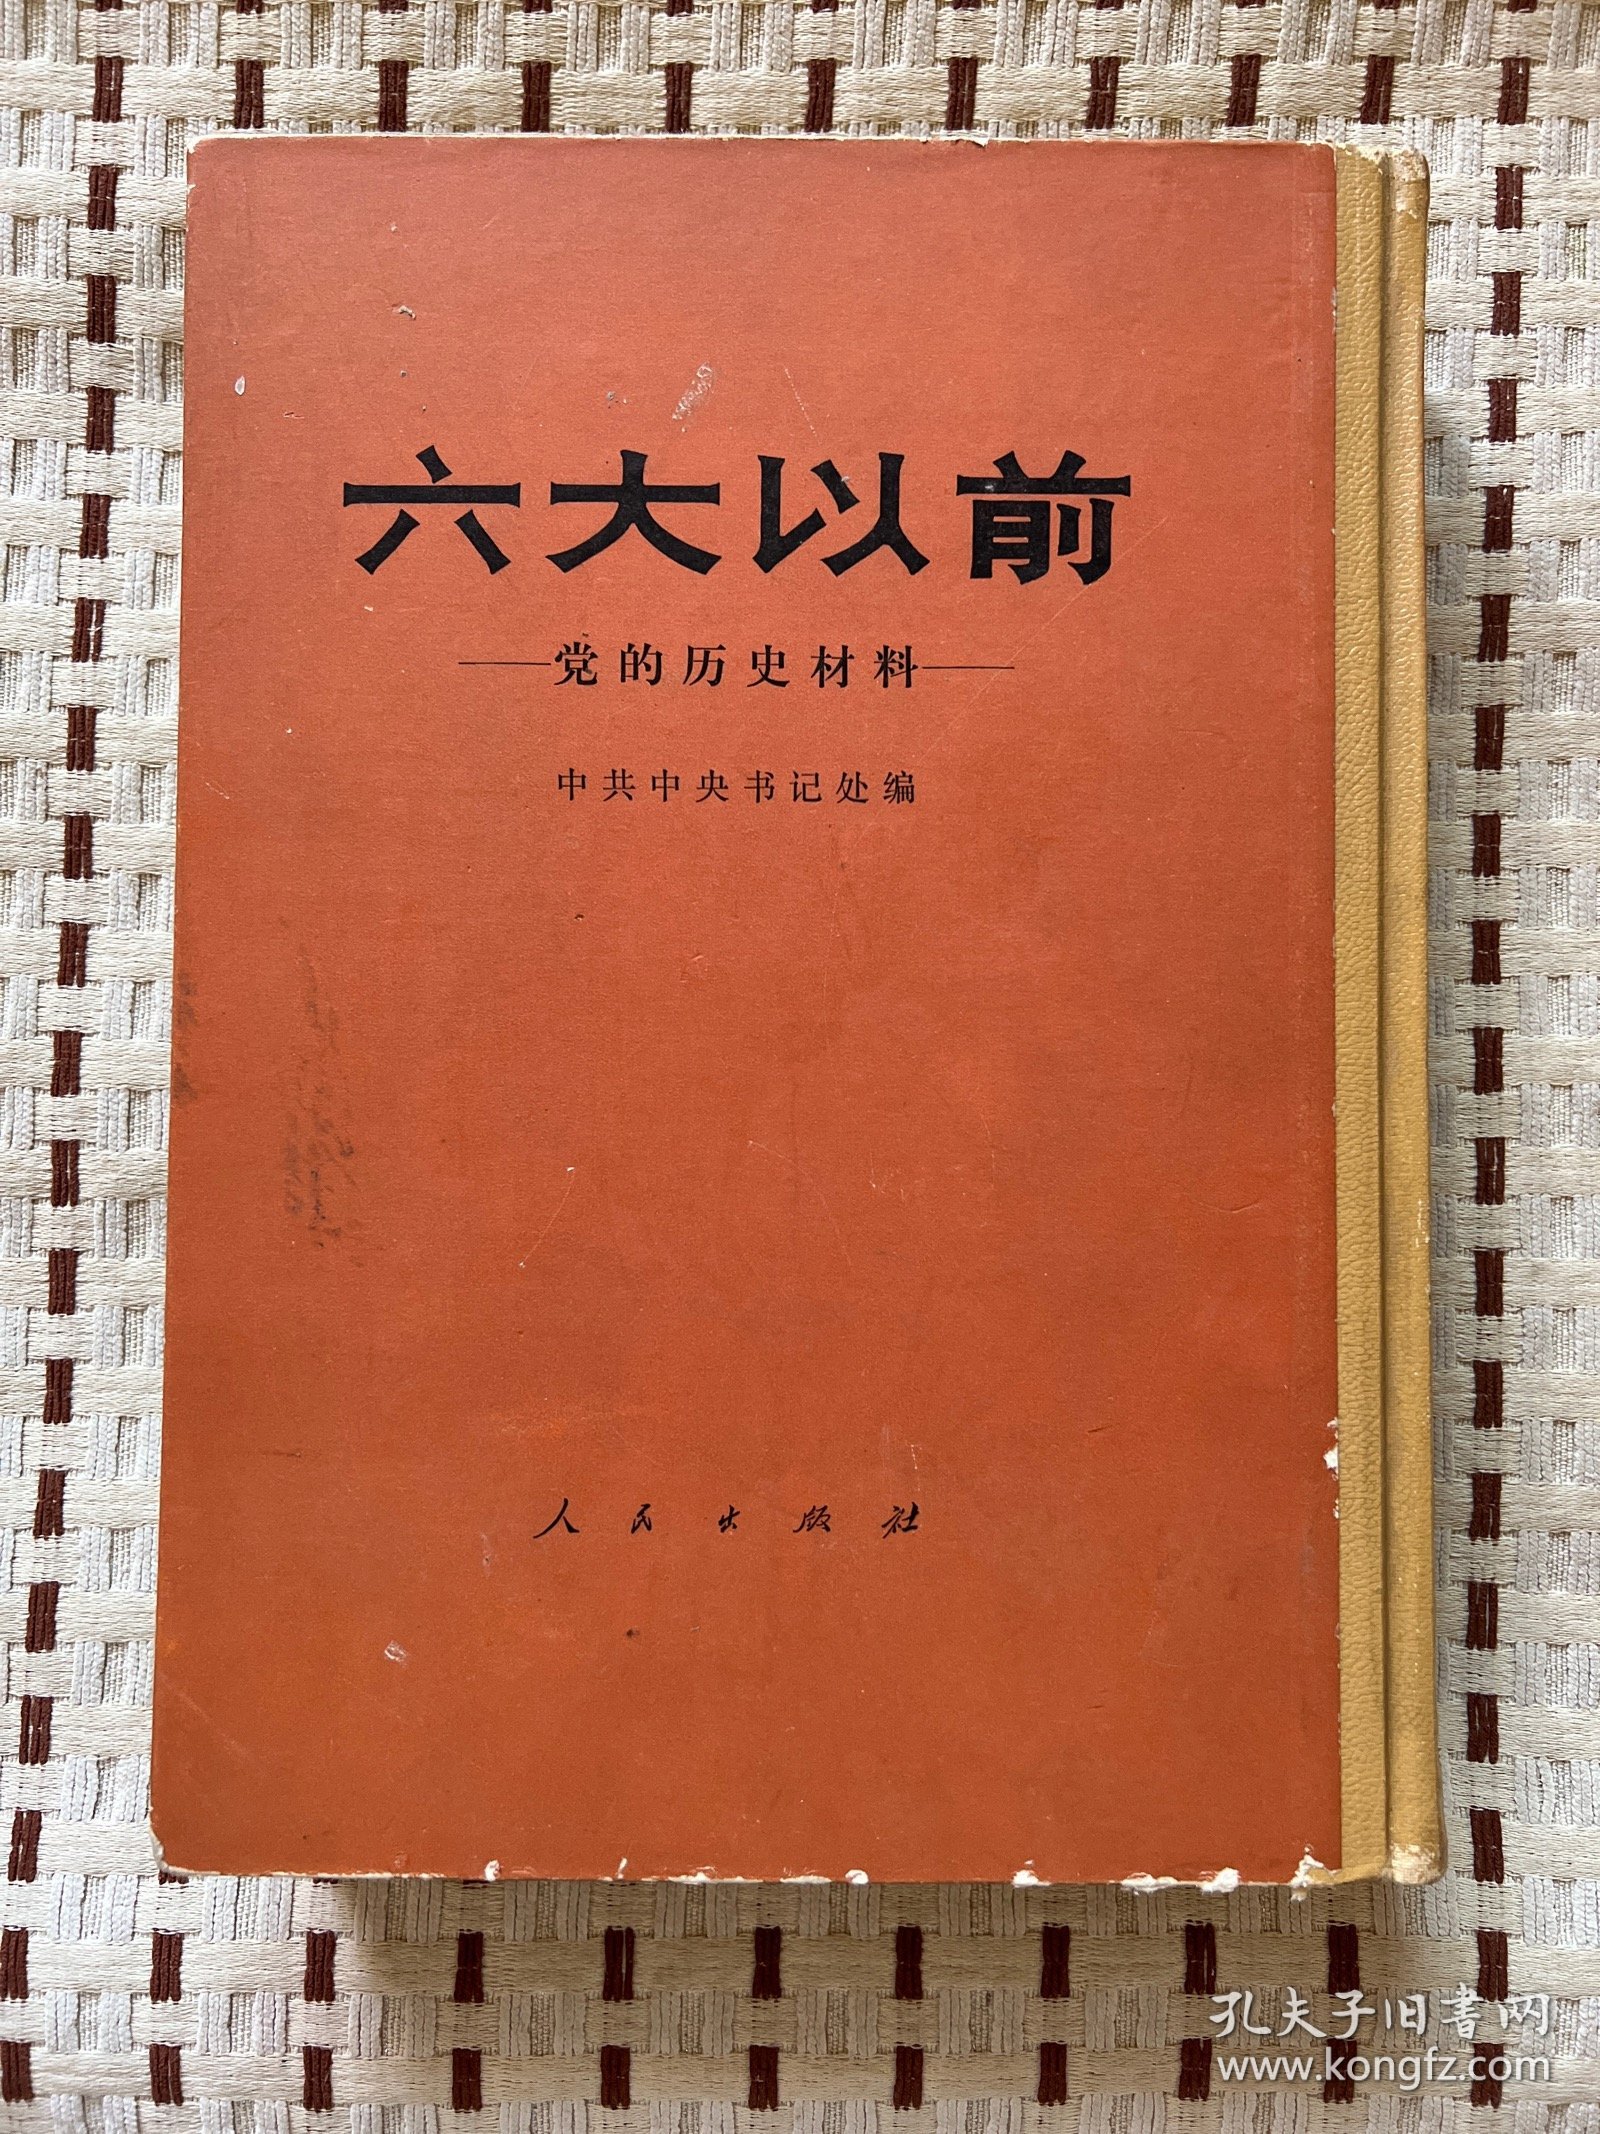 六大以前
——党的历史材料——
中共中央书记处编
人民出版社
孔夫子旧书网
www.kongfz.com